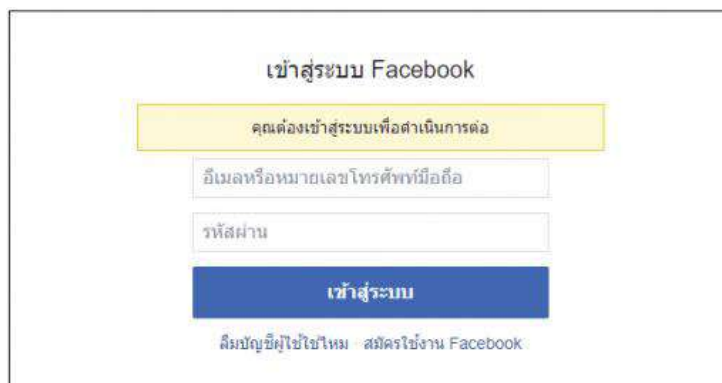 เข้าสู่ระบบ Facebook
คุณต้องเข้าสู่ระบบเพื่อดำเนินการต่อ
อีเมลหรือหมายเลขโทรศัพท์มือถือ
รหัสผ่าน
เข้าสู่ระบบ
ลืมบัญชีผู้ใช้ใช่ไหม · สมัครใช้งาน Facebook